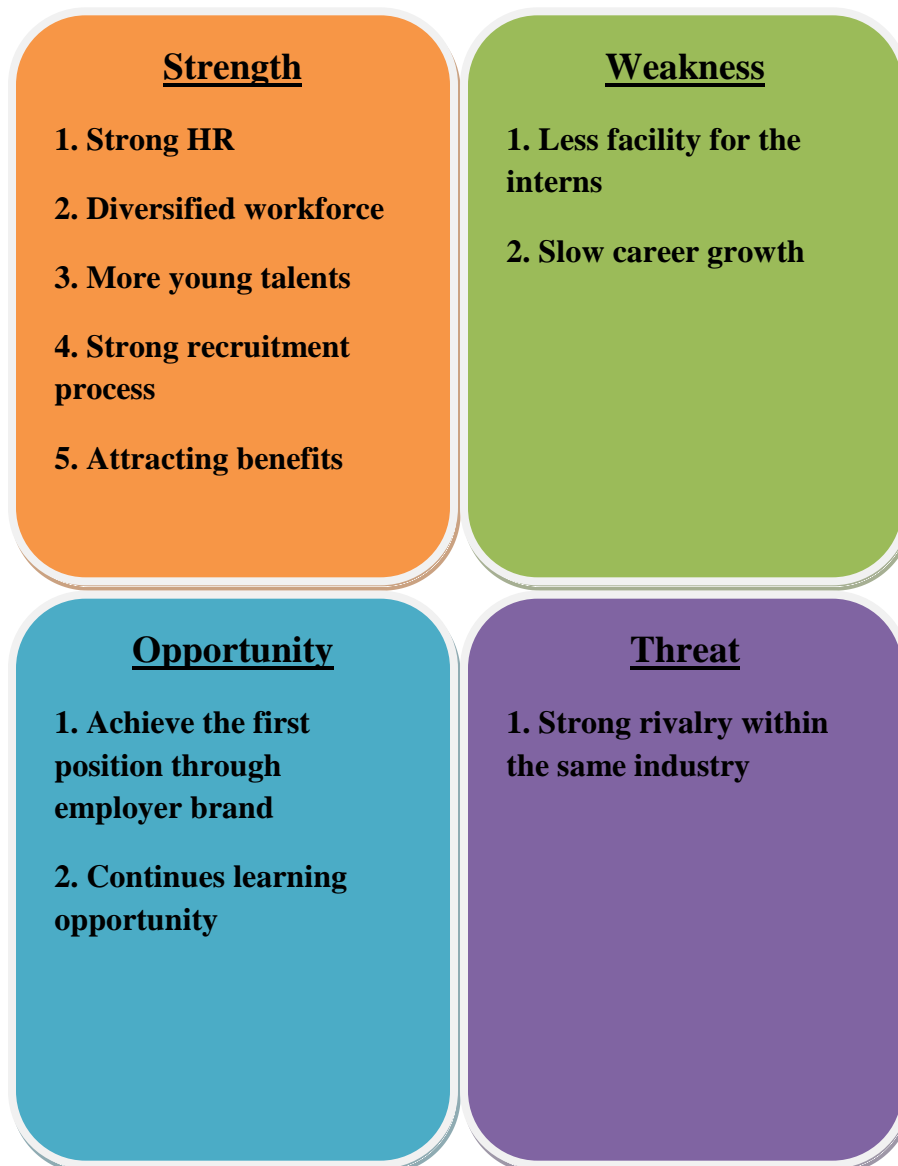 Strength
1. Strong HR
2. Diversified workforce
3. More young talents
4. Strong recruitment
process
5. Attracting benefits
Weakness
1. Less facility for the
interns
2. Slow career growth
Opportunity
1. Achieve the first
position through
employer brand
2. Continues learning
opportunity
Threat
1. Strong rivalry within
the same industry